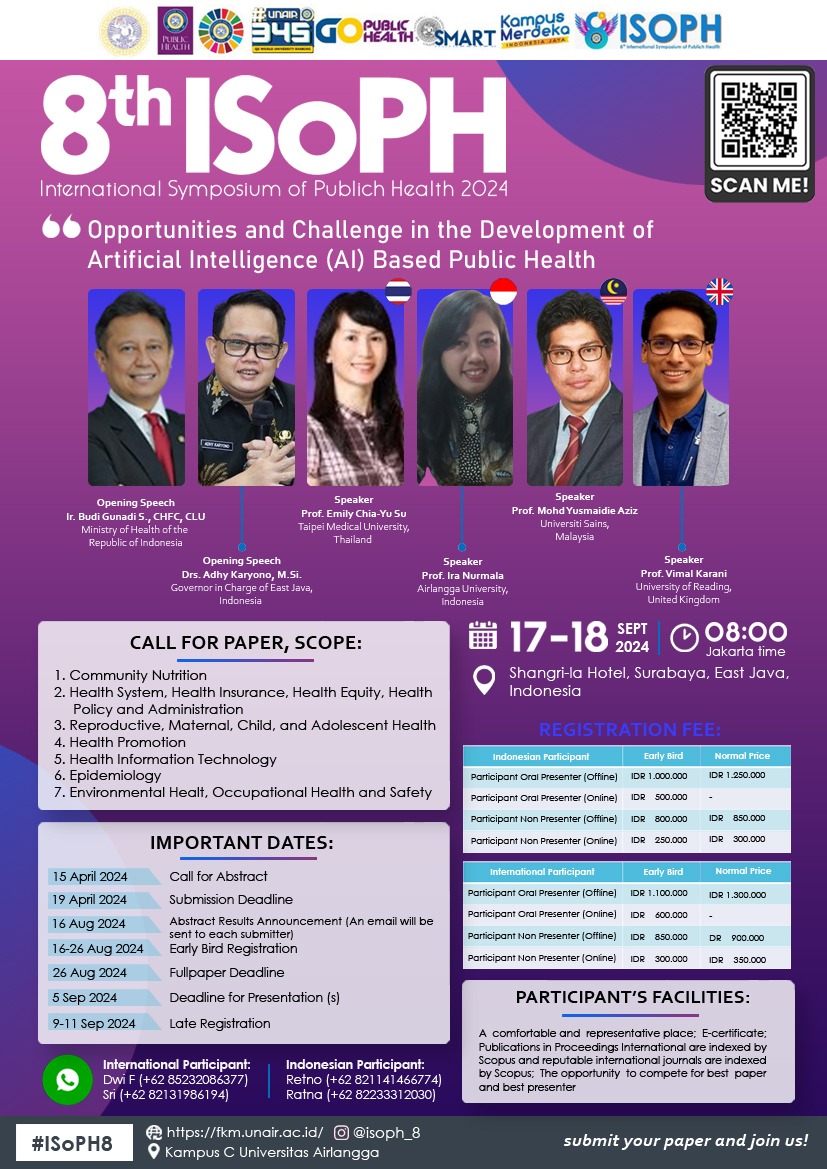 PUBLIC HEALTH
#UNAIR
345
GO PUBLIC HEALTH
SMART
Kampus Merdeka
INDONESIA JAYA
ISOPH
8th International Symposium of Public Health
8th ISoPH
International Symposium of Publich Health 2024
SCAN ME!
Opportunities and Challenge in the Development of
Artificial Intelligence (AI) Based Public Health
ADHY KARYONO
Opening Speech
Ir. Budi Gunadi S., CHFC, CLU
Ministry of Health of the
Republic of Indonesia
Opening Speech
Drs. Adhy Karyono, M.Si.
Governor in Charge of East Java,
Indonesia
Speaker
Prof. Emily Chia-Yu Su
Taipei Medical University,
Thailand
Speaker
Prof. Ira Nurmala
Airlangga University,
Indonesia
Speaker
Prof. Mohd Yusmaidie Aziz
Universiti Sains,
Malaysia
Speaker
Prof. Vimal Karani
University of Reading,
United Kingdom
CALL FOR PAPER, SCOPE:
1. Community Nutrition
2. Health System, Health Insurance, Health Equity, Health
Policy and Administration
3. Reproductive, Maternal, Child, and Adolescent Health
4. Health Promotion
5. Health Information Technology
6. Epidemiology
7. Environmental Healt, Occupational Health and Safety
IMPORTANT DATES:
15 April 2024 Call for Abstract
19 April 2024 Submission Deadline
16 Aug 2024 Abstract Results Announcement (An email will be
sent to each submitter)
16-26 Aug 2024 Early Bird Registration
26 Aug 2024 Fullpaper Deadline
5 Sep 2024 Deadline for Presentation (s)
9-11 Sep 2024 Late Registration
17-18 SEPT 2024 08:00
Jakarta time
Shangri-la Hotel, Surabaya, East Java,
Indonesia
REGISTRATION FEE:
Indonesian Participant Early Bird Normal Price
Participant Oral Presenter (Offline) IDR 1.000.000 IDR 1.250.000
Participant Oral Presenter (Online) IDR 500.000 -
Participant Non Presenter (Offline) IDR 800.000 IDR 850.000
Participant Non Presenter (Online) IDR 250.000 IDR 300.000
International Participant Early Bird Normal Price
Participant Oral Presenter (Offline) IDR 1.100.000 IDR 1.300.000
Participant Oral Presenter (Online) IDR 600.000 -
Participant Non Presenter (Offline) IDR 850.000 DR 900.000
Participant Non Presenter (Online) IDR 300.000 IDR 350.000
PARTICIPANT'S FACILITIES:
A comfortable and representative place; E-certificate;
Publications in Proceedings International are indexed by
Scopus and reputable international journals are indexed
by Scopus; The opportunity to compete for best paper
and best presenter
International Participant:
Dwi F (+62 85232086377)
Sri (+62 82131986194)
Indonesian Participant:
Retno (+62 821141466774)
Ratna (+62 82233312030)
#ISoPH8
https://fkm.unair.ac.id/ @isoph_8
Kampus C Universitas Airlangga
submit your paper and join us!